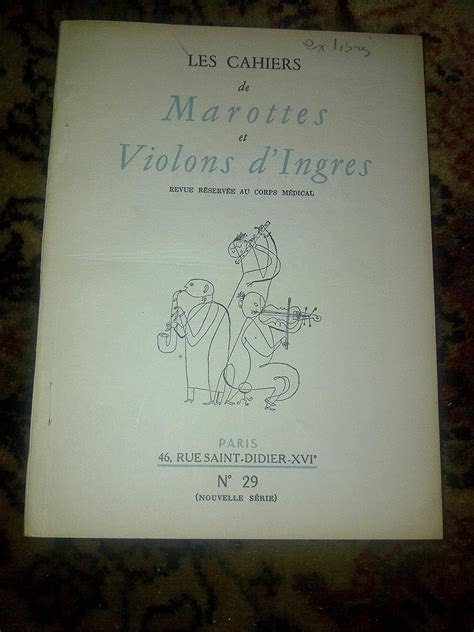 ex libris
LES CAHIERS
de
Marottes
et
Violons d'Ingres
REVUE RÉSERVÉE AU CORPS MÉDICAL
PARIS
46, RUE SAINT-DIDIER-XVIe
N° 29
(NOUVELLE SÉRIE)